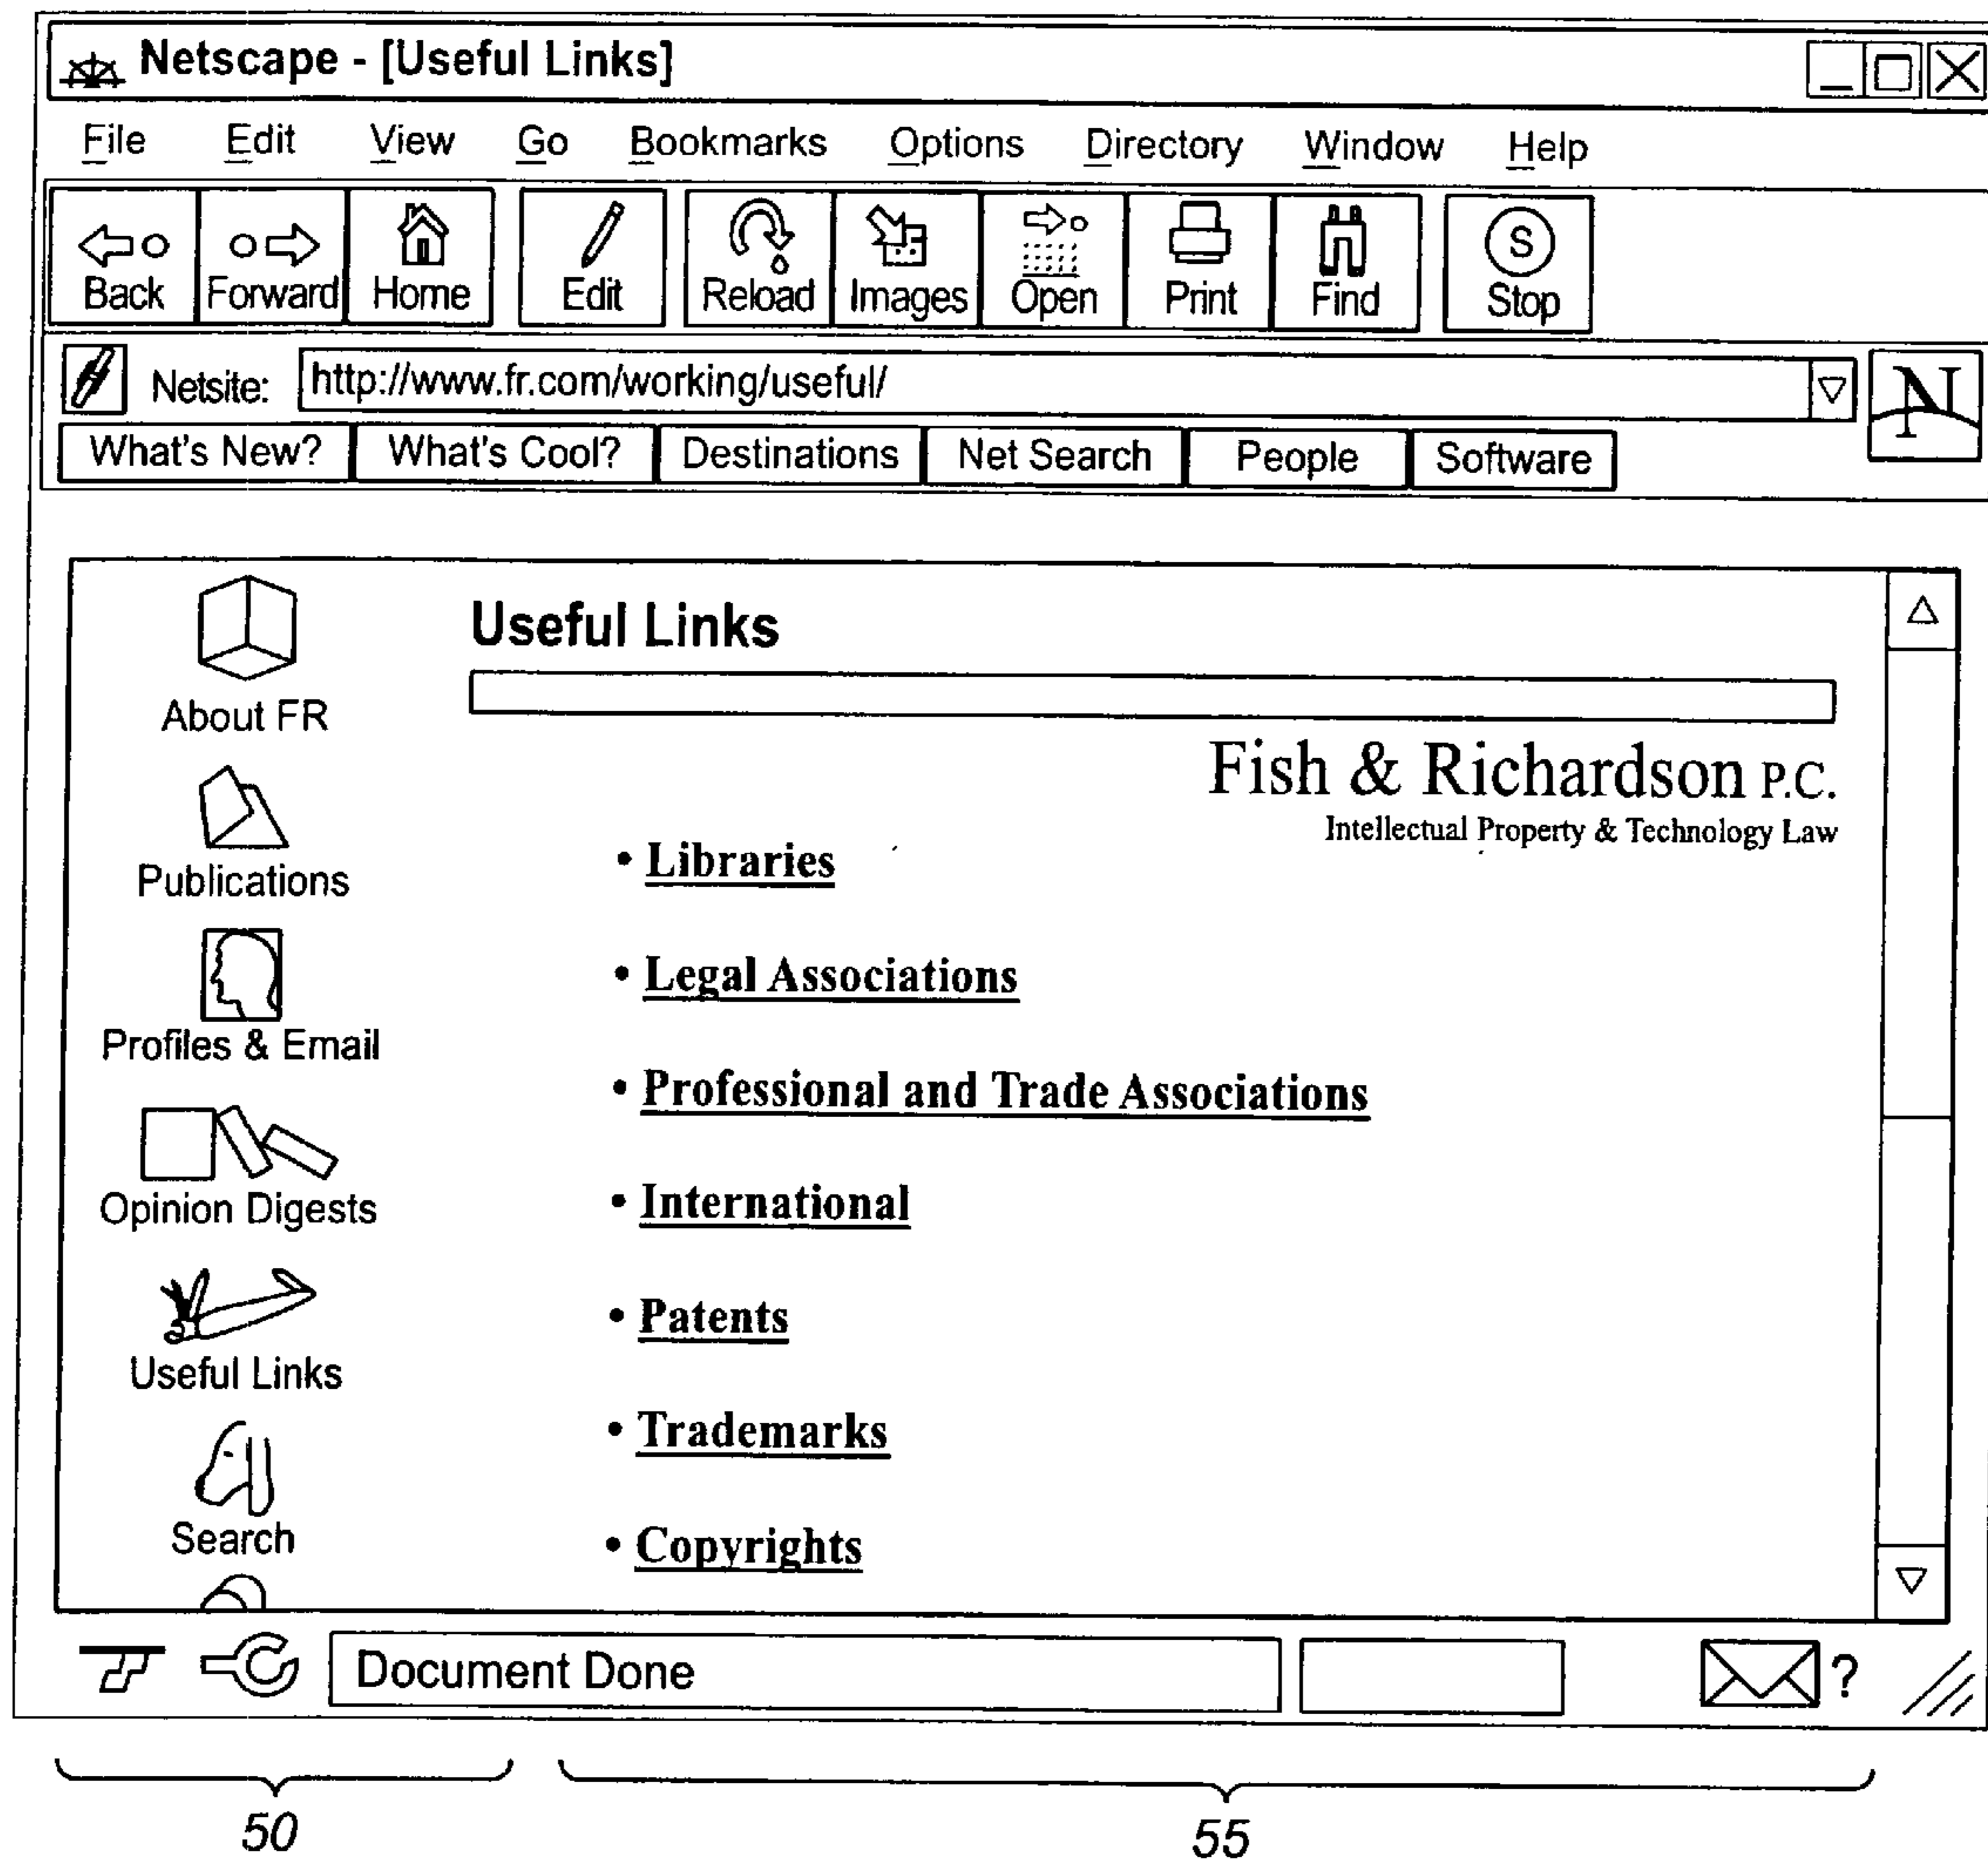 Netscape - [Useful Links]
File Edit View Go Bookmarks Options Directory Window Help
Back Forward Home Edit Reload Images Open Print Find Stop
Netsite: http://www.fr.com/working/useful/
N
What's New? What's Cool? Destinations Net Search People Software
Useful Links
About FR
Fish & Richardson P.C.
Intellectual Property & Technology Law
Publications
• Libraries
Profiles & Email
• Legal Associations
• Professional and Trade Associations
Opinion Digests
• International
Useful Links
• Patents
• Trademarks
Search
• Copyrights
Document Done
?
50
55